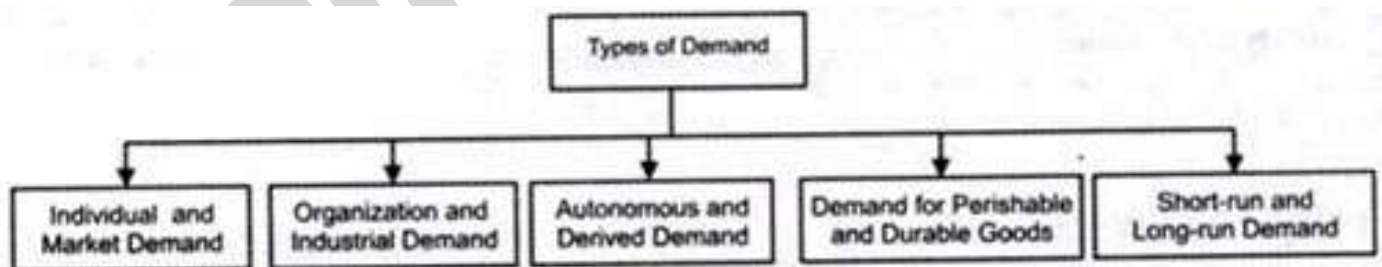 Types of Demand
Individual and
Market Demand
Organization and
Industrial Demand
Autonomous and
Derived Demand
Demand for Perishable
and Durable Goods
Short-run and
Long-run Demand